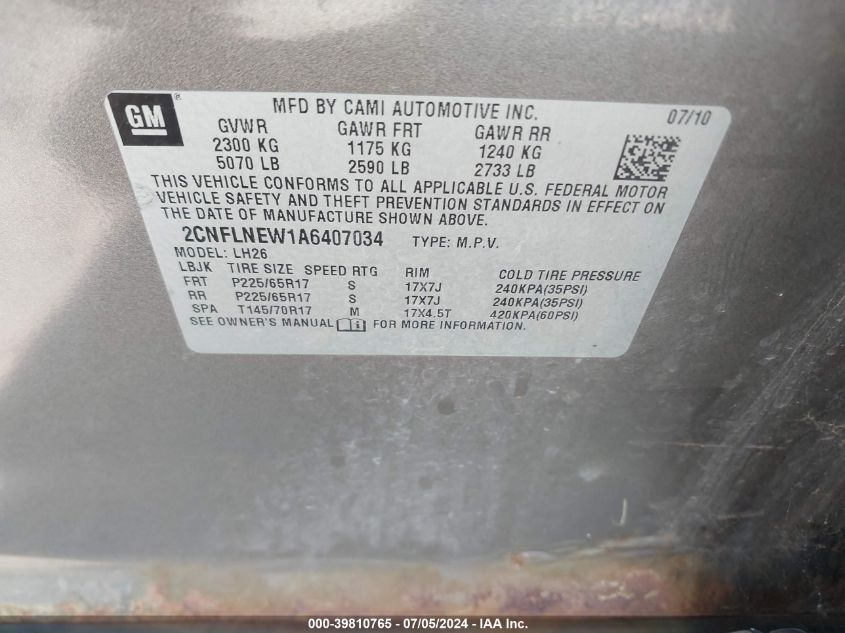 GM ®
MFD BY CAMI AUTOMOTIVE INC. 07/10
GVWR GAWR FRT GAWR RR
2300 KG 1175 KG 1240 KG
5070 LB 2590 LB 2733 LB
THIS VEHICLE CONFORMS TO ALL APPLICABLE U.S. FEDERAL MOTOR
VEHICLE SAFETY AND THEFT PREVENTION STANDARDS IN EFFECT ON
THE DATE OF MANUFACTURE SHOWN ABOVE.
2CNFLNEW1A6407034 TYPE: M.P.V.
MODEL: LH26
LBJK TIRE SIZE SPEED RTG RIM COLD TIRE PRESSURE
FRT P225/65R17 S 17X7J 240KPA(35PSI)
RR P225/65R17 S 17X7J 240KPA(35PSI)
SPA T145/70R17 M 17X4.5T 420KPA(60PSI)
SEE OWNER'S MANUAL i FOR MORE INFORMATION.
000-39810765 - 07/05/2024 - IAA Inc.